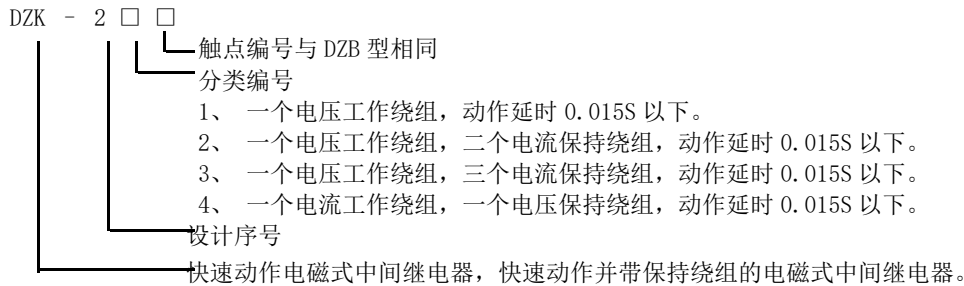 DZK - 2 □ □
触点编号与 DZB 型相同
分类编号
1、 一个电压工作绕组，动作延时 0.015S 以下。
2、 一个电压工作绕组，二个电流保持绕组，动作延时 0.015S 以下。
3、 一个电压工作绕组，三个电流保持绕组，动作延时 0.015S 以下。
4、 一个电流工作绕组，一个电压保持绕组，动作延时 0.015S 以下。
设计序号
快速动作电磁式中间继电器，快速动作并带保持绕组的电磁式中间继电器。